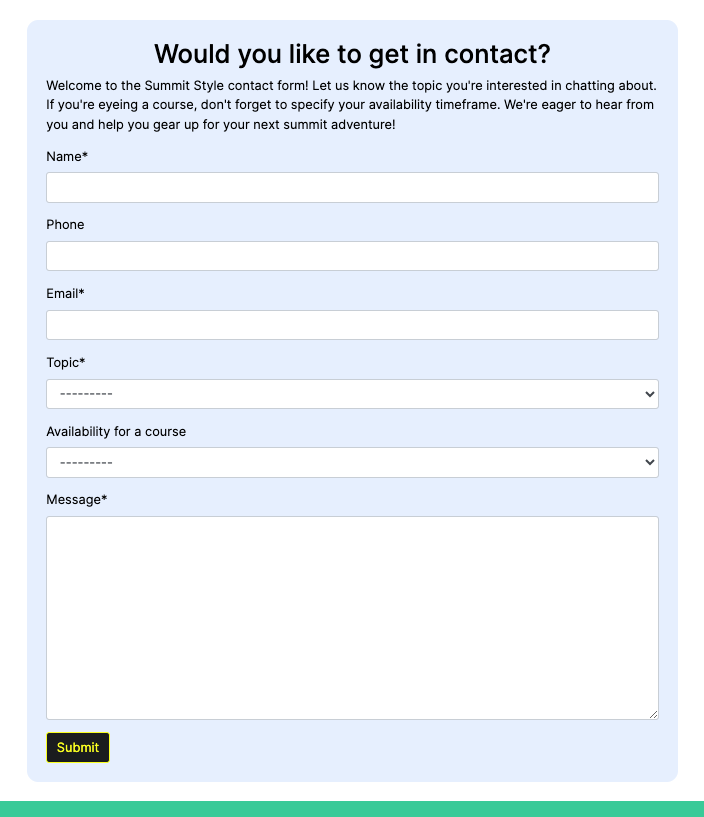 Would you like to get in contact?
Welcome to the Summit Style contact form! Let us know the topic you're interested in chatting about.
If you're eyeing a course, don't forget to specify your availability timeframe. We're eager to hear from
you and help you gear up for your next summit adventure!
Name*
Phone
Email*
Topic*
---------
Availability for a course
---------
Message*
Submit